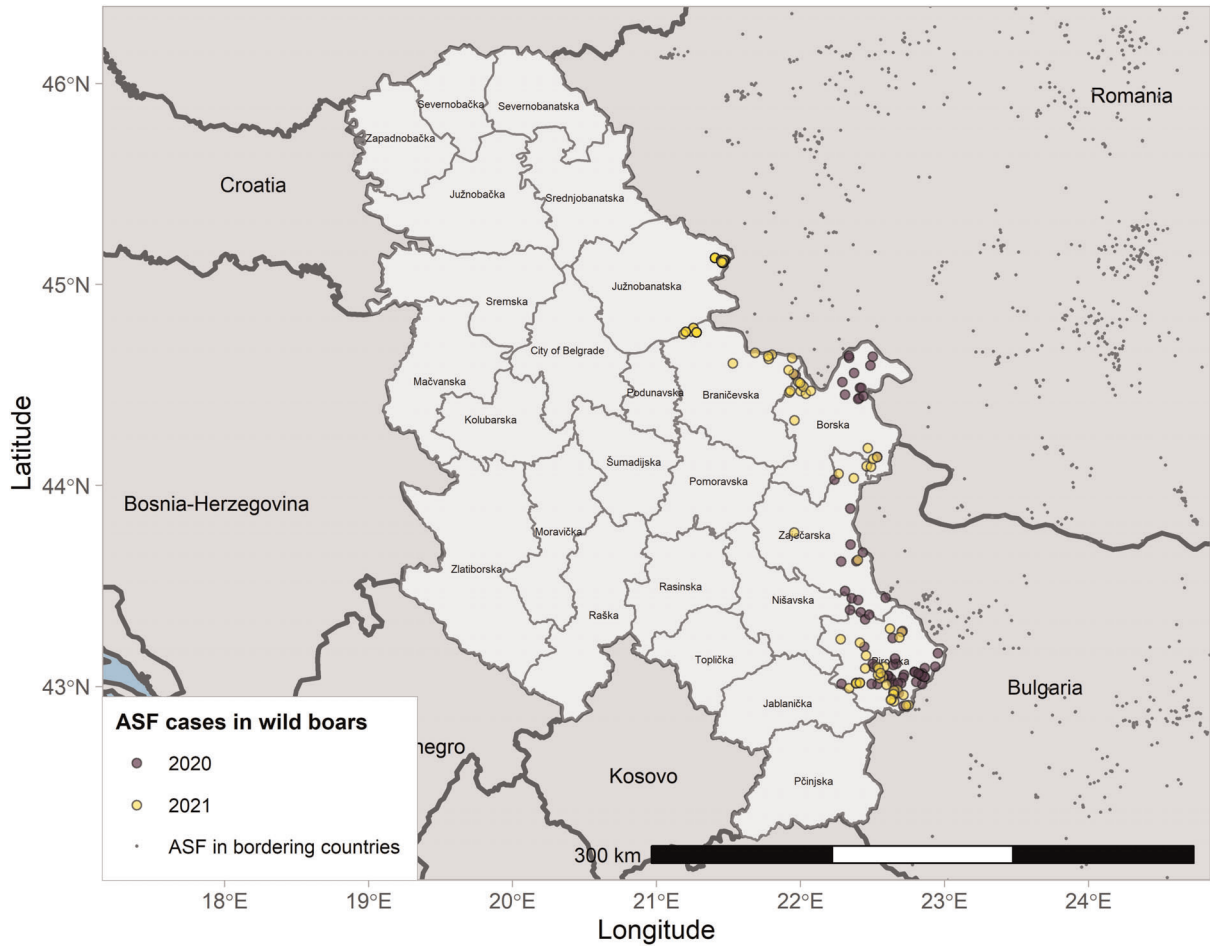 46°N
45°N
44°N
43°N
Latitude
Romania
Croatia
Bosnia-Herzegovina
negro
Kosovo
Bulgaria
Severnobačka
Severnobanatska
Zapadnobačka
Južnobačka
Srednjobanatska
Južnobanatska
Sremska
City of Belgrade
Mačvanska
Podunavska
Braničevska
Kolubarska
Borska
Šumadijska
Pomoravska
Moravička
Zaječarska
Zlatiborska
Rasinska
Nišavska
Raška
Toplička
Pirotska
Jablanička
Pčinjska
ASF cases in wild boars
2020
2021
ASF in bordering countries
300 km
18°E
19°E
20°E
21°E
22°E
23°E
24°E
Longitude